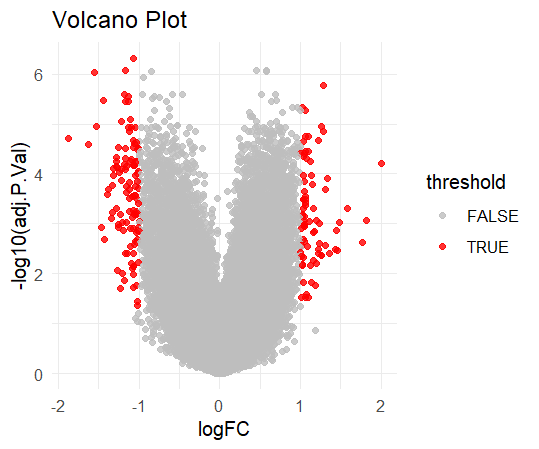 Volcano Plot
-log10(adj.P.Val)
6
4
2
0
-2 -1 0 1 2
logFC
threshold
FALSE
TRUE